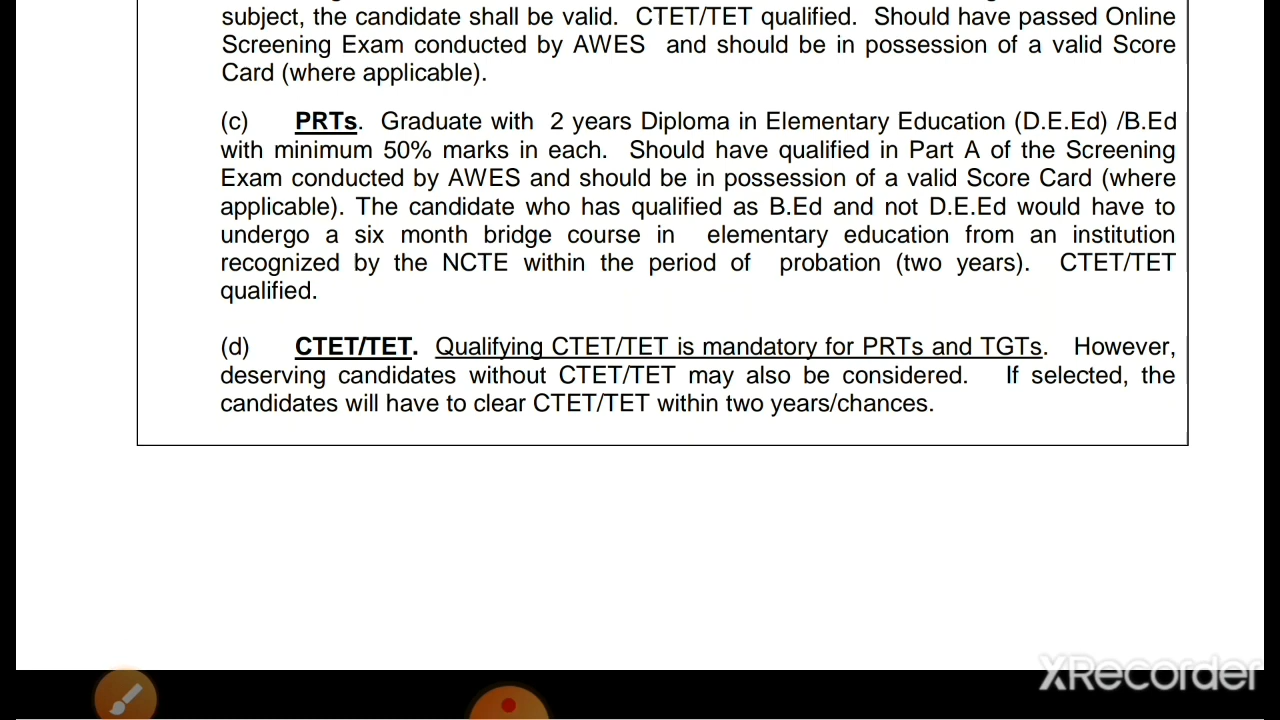 subject, the candidate shall be valid. CTET/TET qualified. Should have passed Online
Screening Exam conducted by AWES and should be in possession of a valid Score
Card (where applicable).
(c) PRTs. Graduate with 2 years Diploma in Elementary Education (D.E.Ed) /B.Ed
with minimum 50% marks in each. Should have qualified in Part A of the Screening
Exam conducted by AWES and should be in possession of a valid Score Card (where
applicable). The candidate who has qualified as B.Ed and not D.E.Ed would have to
undergo a six month bridge course in elementary education from an institution
recognized by the NCTE within the period of probation (two years). CTET/TET
qualified.
(d) CTET/TET. Qualifying CTET/TET is mandatory for PRTs and TGTs. However,
deserving candidates without CTET/TET may also be considered. If selected, the
candidates will have to clear CTET/TET within two years/chances.
XRecorder